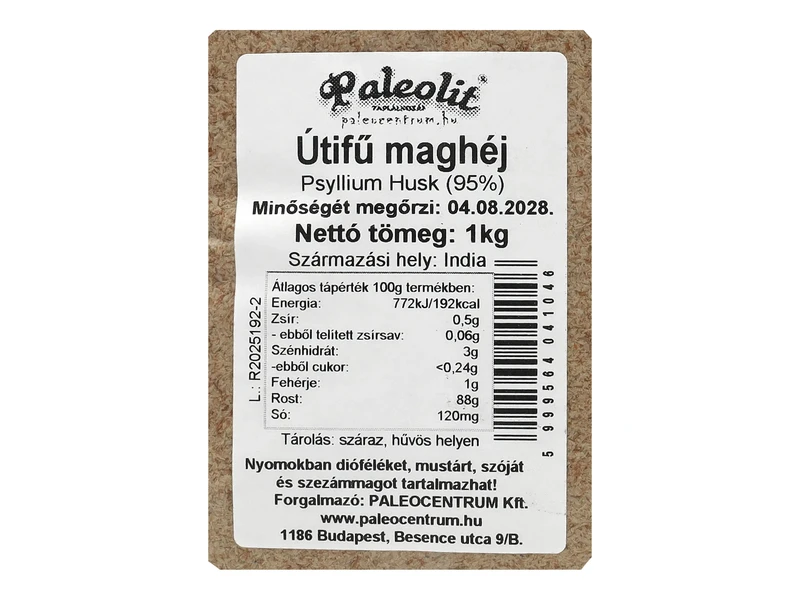 Paleolit®
TÁPLÁLKOZÁS
paleocentrum.hu
Útifű maghéj
Psyllium Husk (95%)
Minőségét megőrzi: 04.08.2028.
Nettó tömeg: 1kg
Származási hely: India
Átlagos tápérték 100g termékben:
Energia: 772kJ/192kcal
Zsír: 0,5g
- ebből telített zsírsav: 0,06g
Szénhidrát: 3g
-ebből cukor: <0,24g
Fehérje: 1g
Rost: 88g
Só: 120mg
L.: R2025192-2
5 999564 041046
Tárolás: száraz, hűvös helyen
Nyomokban dióféléket, mustárt, szóját
és szezámmagot tartalmazhat!
Forgalmazó: PALEOCENTRUM Kft.
www.paleocentrum.hu
1186 Budapest, Besence utca 9/B.